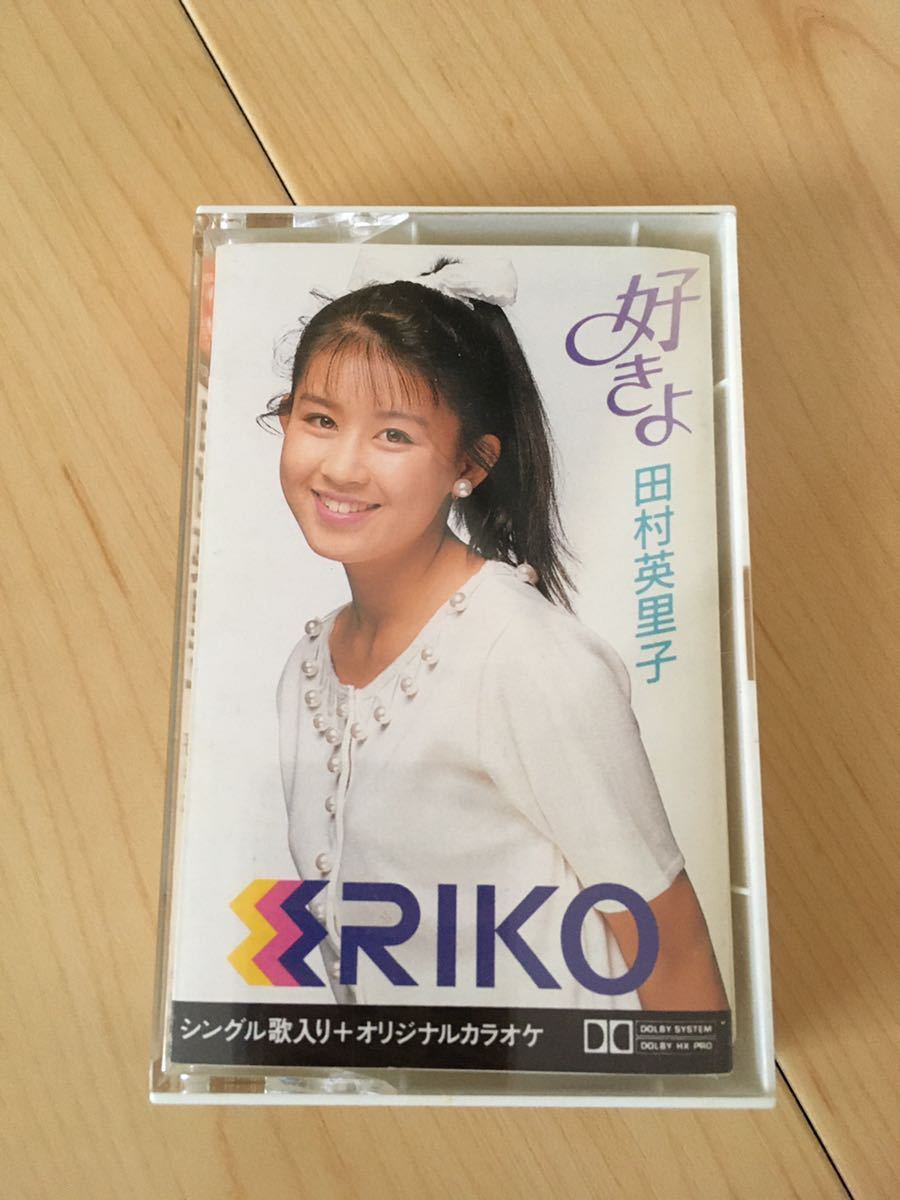 好きよ
田村英里子
ERIKO
シングル歌入り+オリジナルカラオケ
DOLBY SYSTEM
DOLBY HX PRO